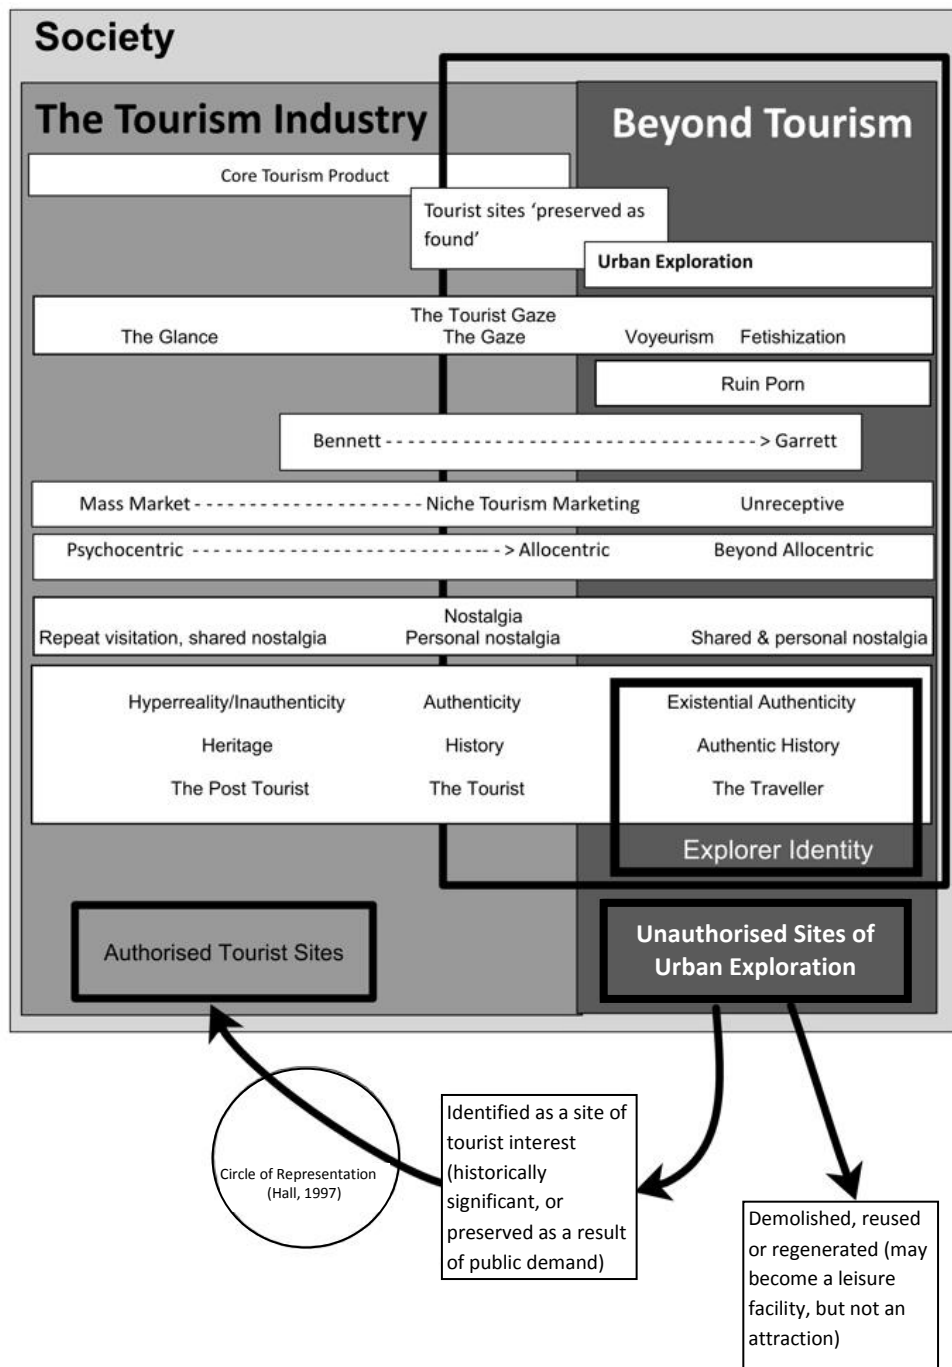 Society
The Tourism Industry
Beyond Tourism
Core Tourism Product
Tourist sites ‘preserved as
found’
Urban Exploration
The Tourist Gaze
The Glance The Gaze Voyeurism Fetishization
Ruin Porn
Bennett - - - - - - - - - - - - - - - - - - - - - - - - - - - - - - - - - - > Garrett
Mass Market - - - - - - - - - - - - - - - - - - - - - Niche Tourism Marketing Unreceptive
Psychocentric - - - - - - - - - - - - - - - - - - - - - - - - - - - - > Allocentric Beyond Allocentric
Nostalgia
Repeat visitation, shared nostalgia Personal nostalgia Shared & personal nostalgia
Hyperreality/Inauthenticity Authenticity Existential Authenticity
Heritage History Authentic History
The Post Tourist The Tourist The Traveller
Explorer Identity
Authorised Tourist Sites
Unauthorised Sites of
Urban Exploration
Circle of Representation
(Hall, 1997)
Identified as a site of
tourist interest
(historically
significant, or
preserved as a result
of public demand)
Demolished, reused
or regenerated (may
become a leisure
facility, but not an
attraction)